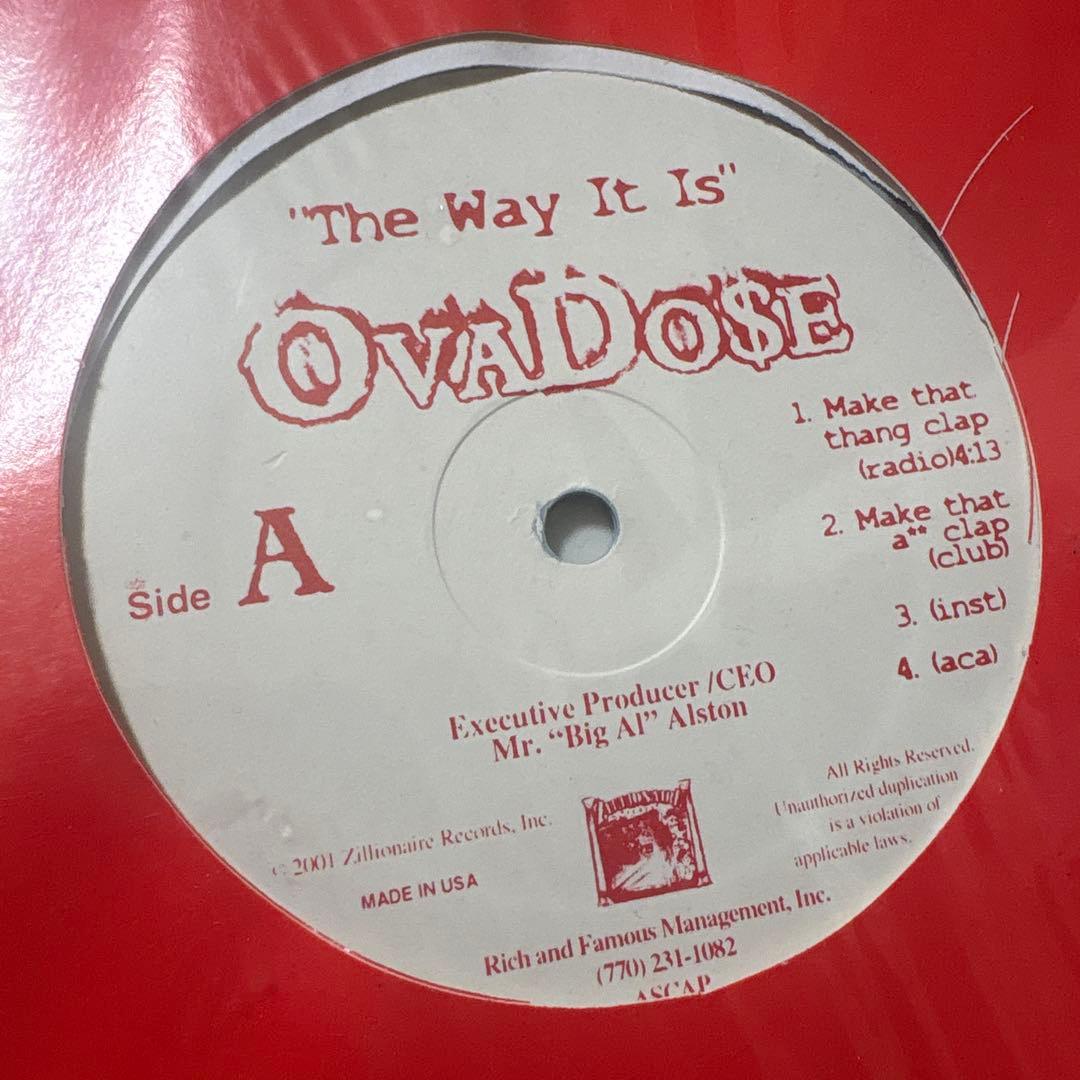 "The Way It Is"
OvaDo$e
Side A
1. Make that
thang clap
(radio)4:13
2. Make that
a** clap
(club)
3. (inst)
4. (aca)
Executive Producer /CEO
Mr. "Big Al" Alston
© 2001 Zillionaire Records, Inc.
MADE IN USA
All Rights Reserved.
Unauthorized duplication
is a violation of
applicable laws.
Rich and Famous Management, Inc.
(770) 231-1082
ASCAP